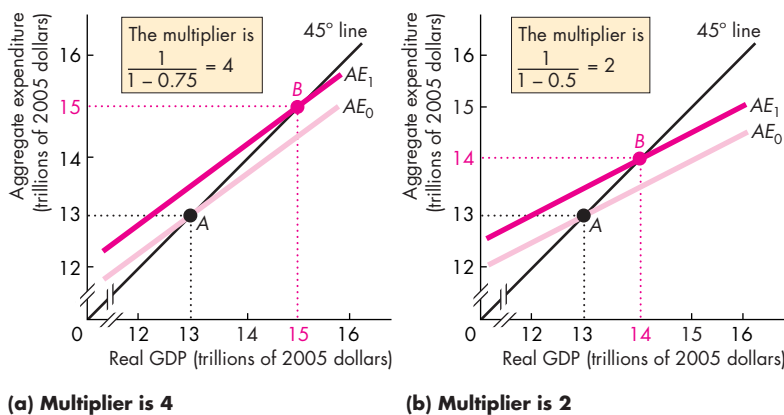 Aggregate expenditure
(trillions of 2005 dollars)
16
15
14
13
12
0
The multiplier is
1
1 – 0.75
= 4
45° line
B
AE1
AE0
A
12 13 15 16
Real GDP (trillions of 2005 dollars)
(a) Multiplier is 4
Aggregate expenditure
(trillions of 2005 dollars)
16
15
14
13
12
0
The multiplier is
1
1 – 0.5
= 2
45° line
AE1
B
AE0
A
12 13 14 15 16
Real GDP (trillions of 2005 dollars)
(b) Multiplier is 2